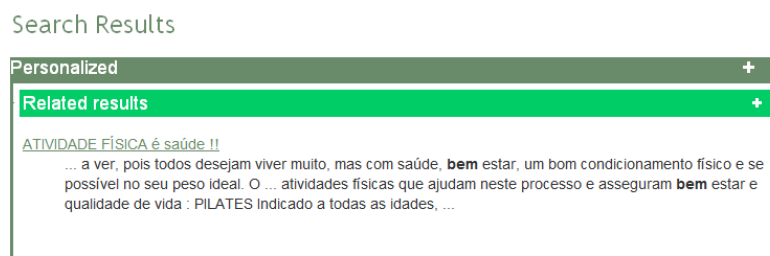 Search Results
Personalized +
Related results +
ATIVIDADE FÍSICA é saúde !!
... a ver, pois todos desejam viver muito, mas com saúde, bem estar, um bom condicionamento físico e se
possível no seu peso ideal. O ... atividades físicas que ajudam neste processo e asseguram bem estar e
qualidade de vida : PILATES Indicado a todas as idades, ...